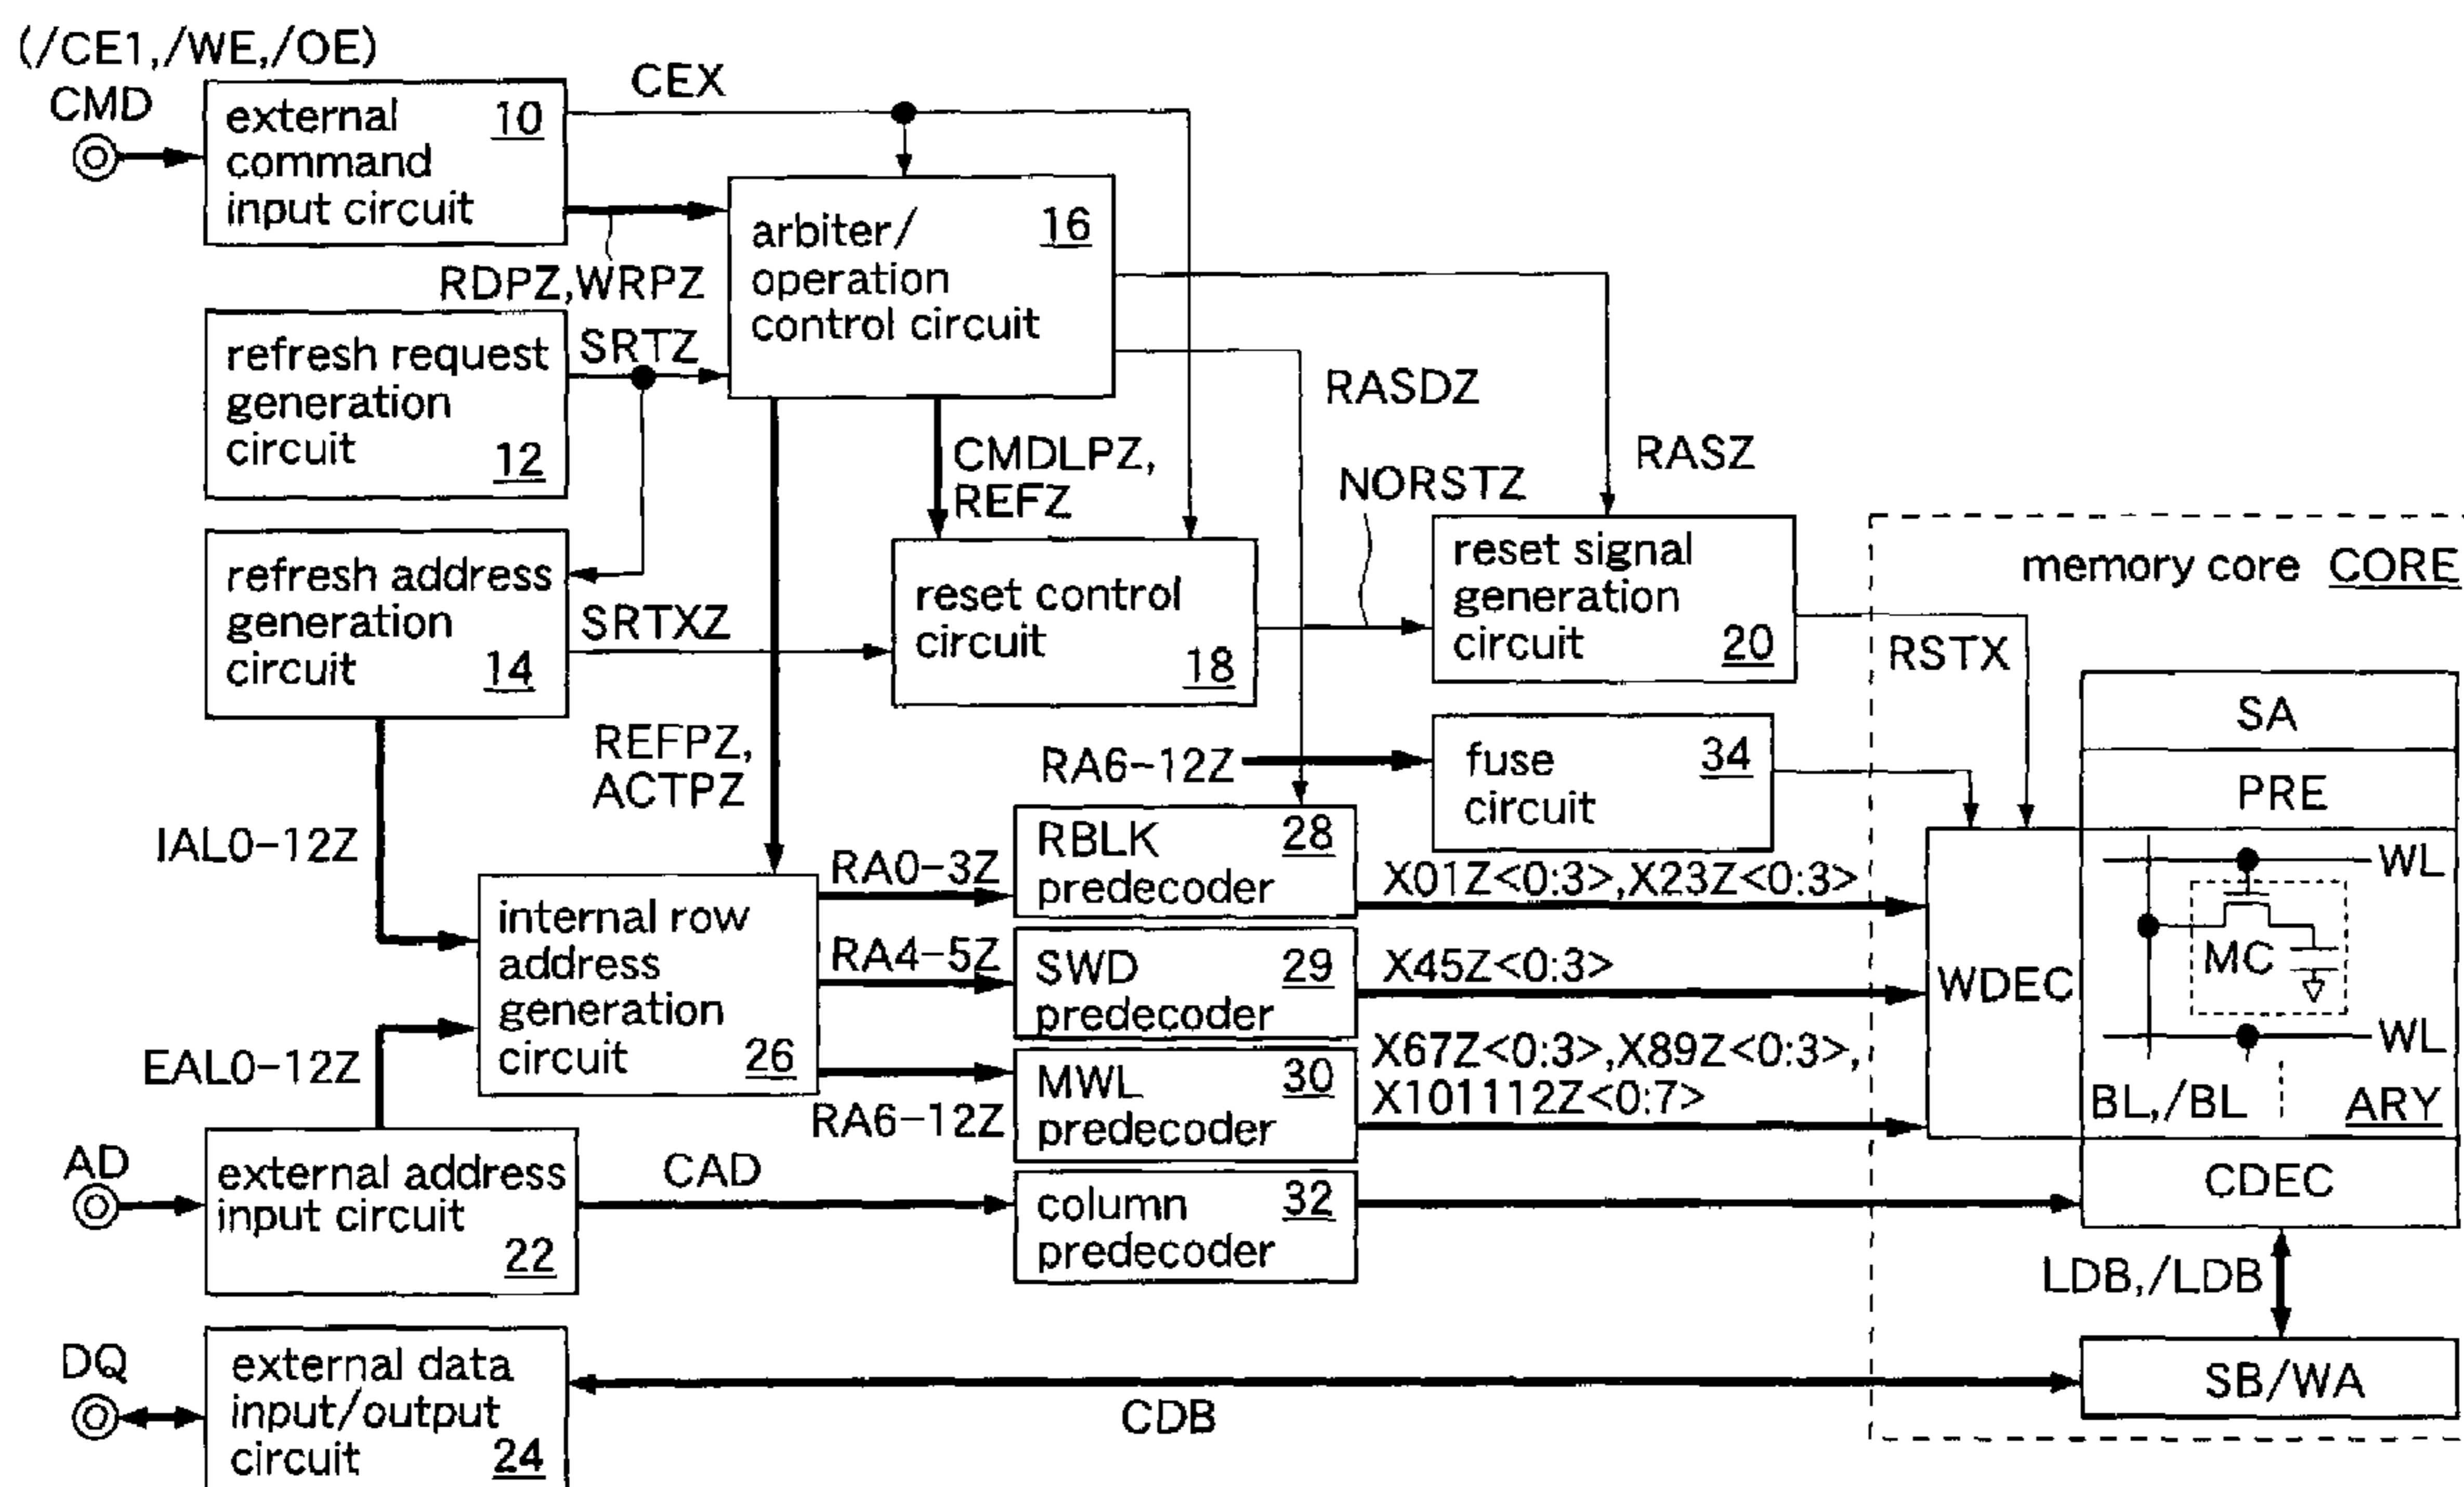 (/CE1,/WE,/OE)
CMD
external
command
input circuit
10
CEX
RDPZ,WRPZ
arbiter/
operation
control circuit
16
refresh request
generation
circuit
12
SRTZ
RASDZ
RASZ
CMDLPZ,
REFZ
NORSTZ
refresh address
generation
circuit
14
SRTXZ
reset control
circuit
18
reset signal
generation
circuit
20
memory core CORE
RSTX
SA
PRE
REFPZ,
ACTPZ
RA6-12Z
fuse
circuit
34
IAL0-12Z
RA0-3Z
RBLK
predecoder
28
X01Z<0:3>,X23Z<0:3>
WL
internal row
address
generation
circuit
26
RA4-5Z
SWD
predecoder
29
X45Z<0:3>
WDEC
MC
WL
EAL0-12Z
RA6-12Z
MWL
predecoder
30
X67Z<0:3>,X89Z<0:3>,
X101112Z<0:7>
BL,/BL
ARY
AD
external address
input circuit
22
CAD
column
predecoder
32
CDEC
LDB,/LDB
DQ
external data
input/output
circuit
24
CDB
SB/WA